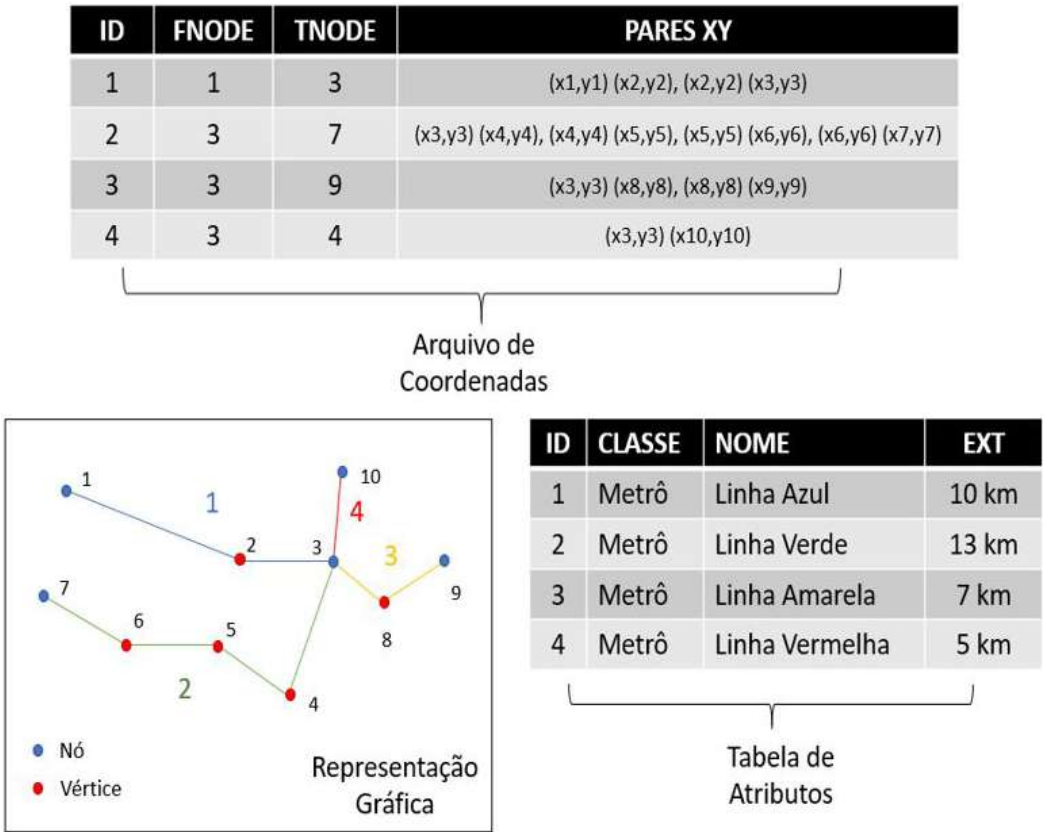 ID FNODE TNODE PARES XY
1 1 3 (x1,y1) (x2,y2), (x2,y2) (x3,y3)
2 3 7 (x3,y3) (x4,y4), (x4,y4) (x5,y5), (x5,y5) (x6,y6), (x6,y6) (x7,y7)
3 3 9 (x3,y3) (x8,y8), (x8,y8) (x9,y9)
4 3 4 (x3,y3) (x10,y10)
Arquivo de
Coordenadas
1
1
2
3
10
4
3
9
8
7
6
5
2
4
Nó
Vértice
Representação
Gráfica
ID CLASSE NOME EXT
1 Metrô Linha Azul 10 km
2 Metrô Linha Verde 13 km
3 Metrô Linha Amarela 7 km
4 Metrô Linha Vermelha 5 km
Tabela de
Atributos